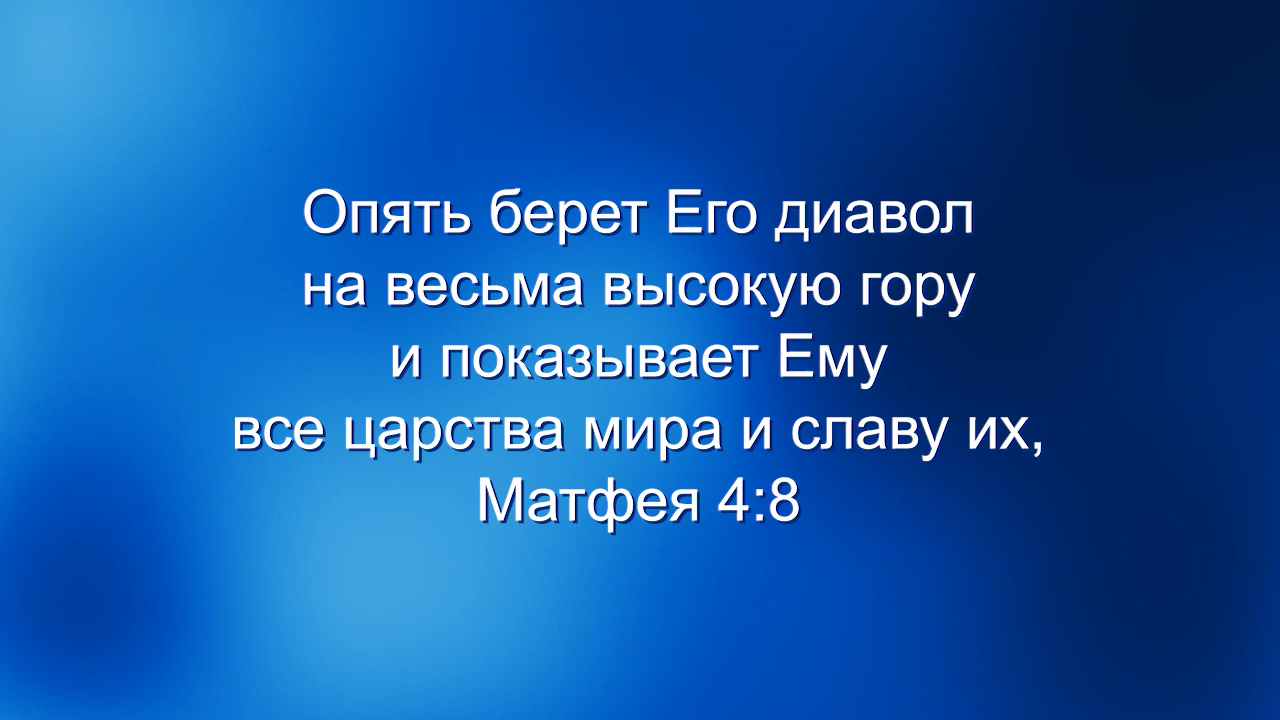 Опять берет Его диавол
на весьма высокую гору
и показывает Ему
все царства мира и славу их,
Матфея 4:8